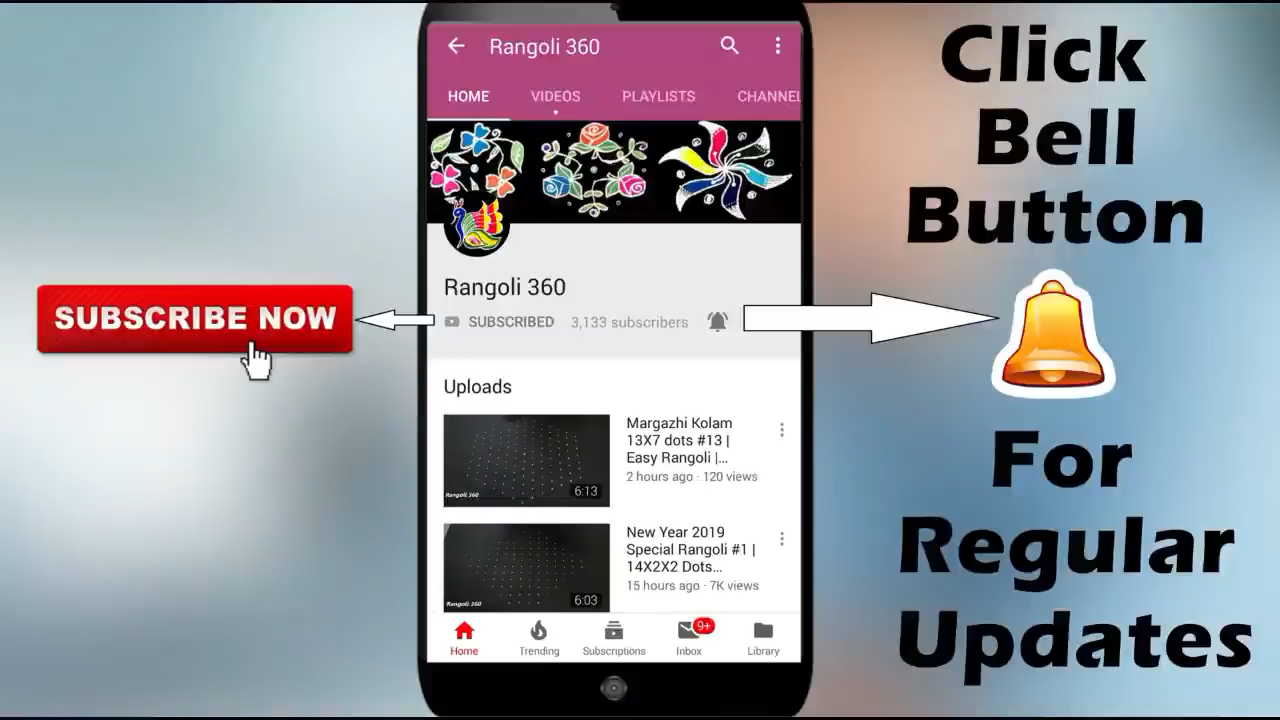 Rangoli 360
HOME VIDEOS PLAYLISTS CHANNEL
Rangoli 360
SUBSCRIBED 3,133 subscribers
Uploads
6:13
Rangoli 360
Margazhi Kolam
13X7 dots #13 |
Easy Rangoli |...
2 hours ago · 120 views
6:03
Rangoli 360
New Year 2019
Special Rangoli #1 |
14X2X2 Dots...
15 hours ago · 7K views
9+
Home Trending Subscriptions Inbox Library
SUBSCRIBE NOW
Click
Bell
Button
For
Regular
Updates